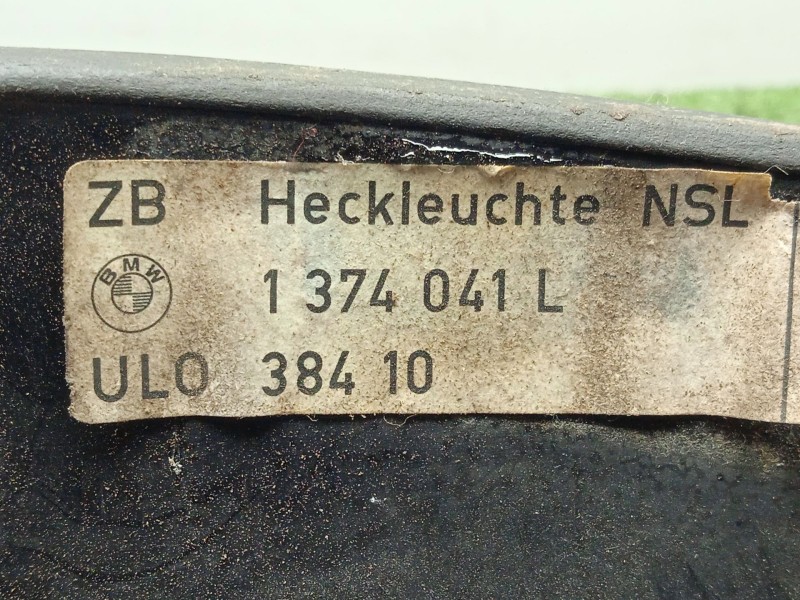 ZB Heckleuchte NSL
BMW 1 374 041 L
ULO 384 10